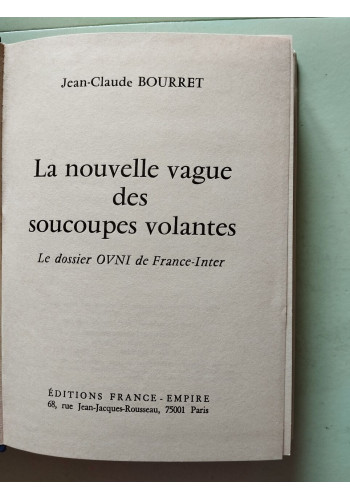 Jean-Claude BOURRET
La nouvelle vague
des
soucoupes volantes
Le dossier OVNI de France-Inter
ÉDITIONS FRANCE - EMPIRE
68, rue Jean-Jacques-Rousseau, 75001 Paris